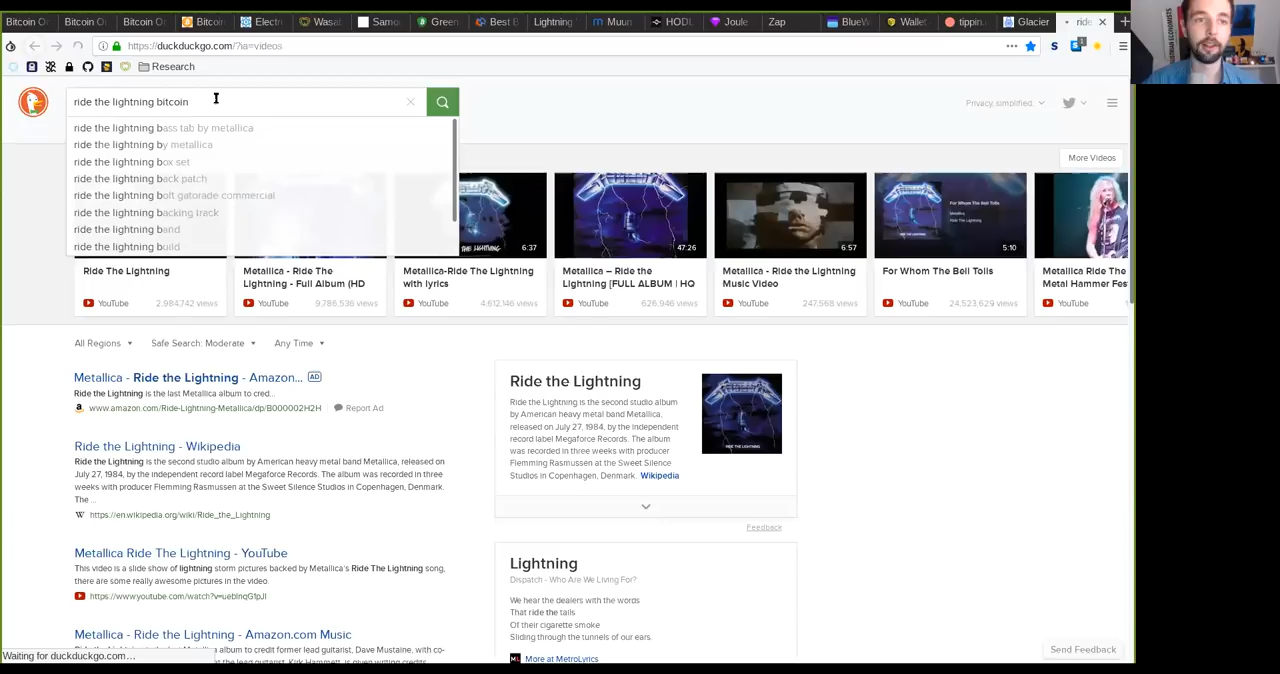 Bitcoin O
Bitcoin O
Bitcoin O
Bitcoin
Electr
Wasab
Samo
Green
Best B
Lightning
Muun
HODL
Joule
Zap
BlueW
Wallet
tippin.
Glacier
ride
https://duckduckgo.com/?ia=videos
Research
ride the lightning bitcoin
Privacy, simplified.
ride the lightning bass tab by metallica
ride the lightning by metallica
ride the lightning box set
ride the lightning back patch
ride the lightning bolt gatorade commercial
ride the lightning backing track
ride the lightning band
ride the lightning build
More Videos
6:37
47:26
6:57
5:10
Ride The Lightning
YouTube 2,984,742 views
Metallica - Ride The
Lightning - Full Album (HD
YouTube 9,786,536 views
Metallica-Ride The Lightning
with lyrics
YouTube 4,612,146 views
Metallica – Ride the
Lightning [FULL ALBUM | HQ
YouTube 626,946 views
Metallica - Ride the Lightning
Music Video
YouTube 247,568 views
For Whom The Bell Tolls
YouTube 24,523,629 views
Metallica Ride The
Metal Hammer Fes
YouTube
All Regions
Safe Search: Moderate
Any Time
Metallica - Ride the Lightning - Amazon... AD
Ride the Lightning is the last Metallica album to cred...
www.amazon.com/Ride-Lightning-Metallica/dp/B000002H2H Report Ad
Ride the Lightning - Wikipedia
Ride the Lightning is the second studio album by American heavy metal band Metallica, released on
July 27, 1984, by the independent record label Megaforce Records. The album was recorded in three
weeks with producer Flemming Rasmussen at the Sweet Silence Studios in Copenhagen, Denmark.
The ...
https://en.wikipedia.org/wiki/Ride_the_Lightning
Metallica Ride The Lightning - YouTube
This video is a slide show of lightning storm pictures backed by Metallica's Ride The Lightning song,
there are some really awesome pictures in the video.
https://www.youtube.com/watch?v=ueblnqG1pJI
Metallica - Ride the Lightning - Amazon.com Music
album to credit former lead guitarist, Dave Mustaine, with co-
Ride the Lightning
Ride the Lightning is the second studio album
by American heavy metal band Metallica,
released on July 27, 1984, by the independent
record label Megaforce Records. The album
was recorded in three weeks with producer
Flemming Rasmussen at the Sweet Silence
Studios in Copenhagen, Denmark. Wikipedia
Feedback
Lightning
Dispatch - Who Are We Living For?
We hear the dealers with the words
That ride the tails
Of their cigarette smoke
Sliding through the tunnels of our ears.
More at MetroLyrics
Send Feedback
Waiting for duckduckgo.com...